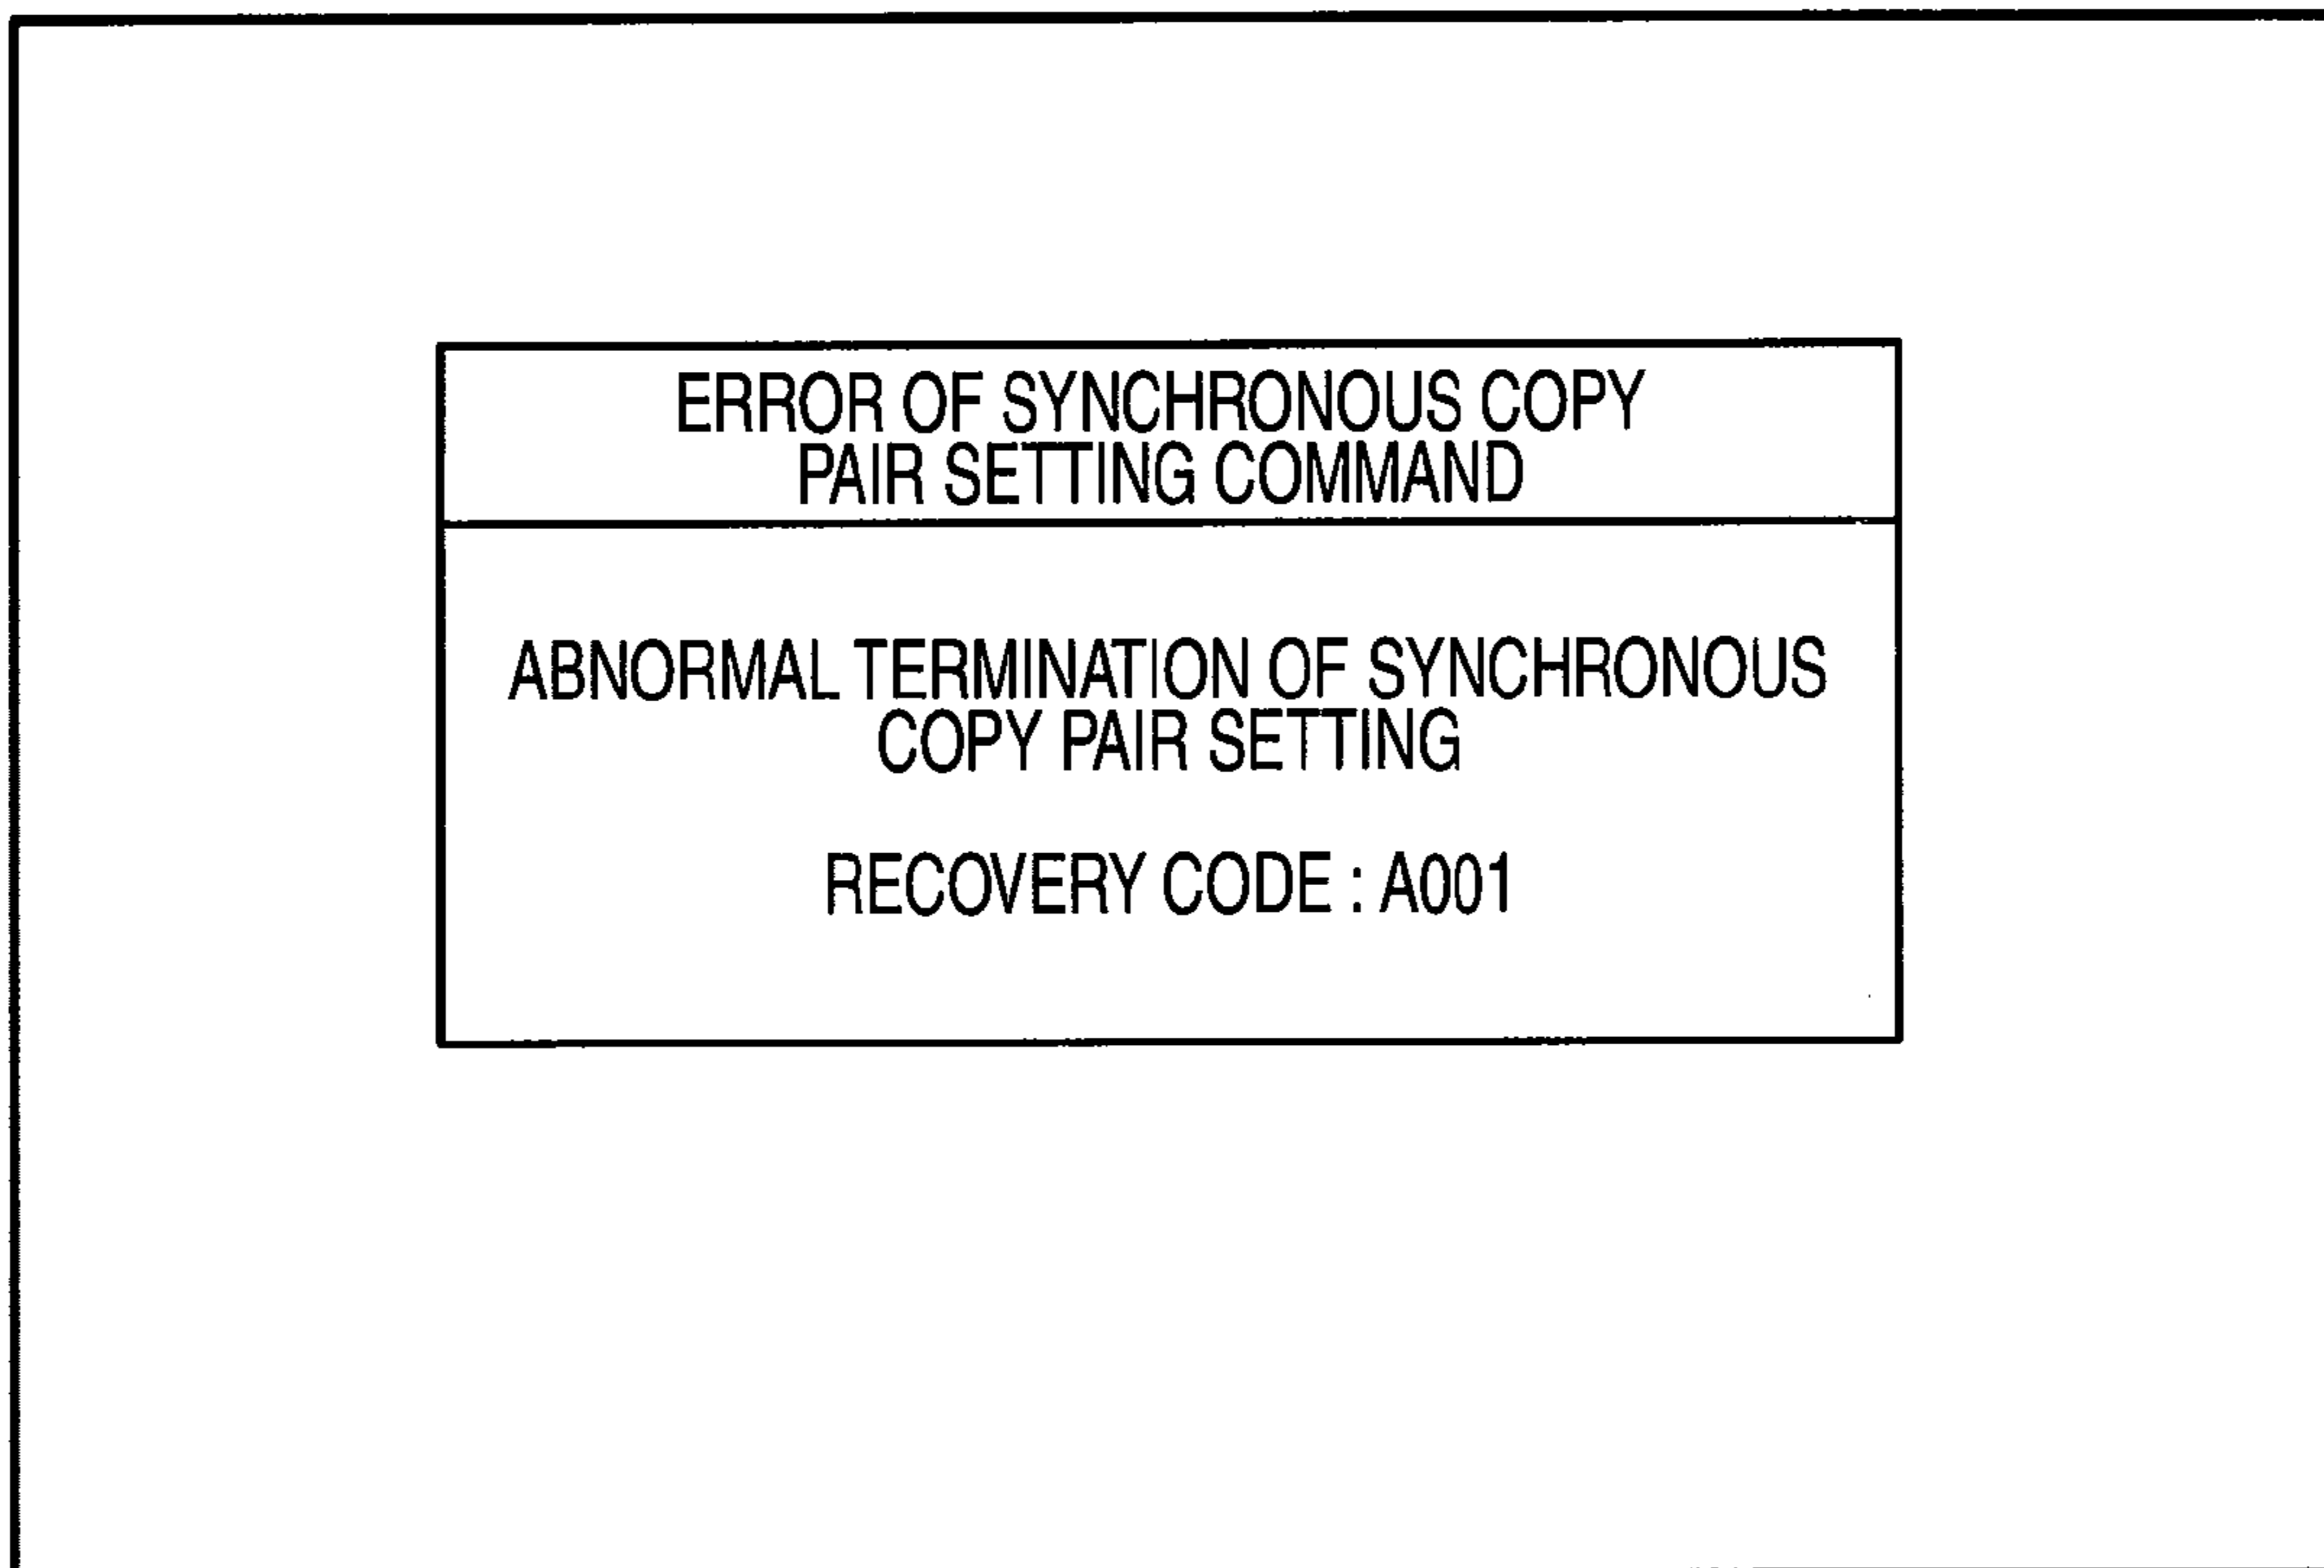 ERROR OF SYNCHRONOUS COPY
PAIR SETTING COMMAND
ABNORMAL TERMINATION OF SYNCHRONOUS
COPY PAIR SETTING
RECOVERY CODE : A001